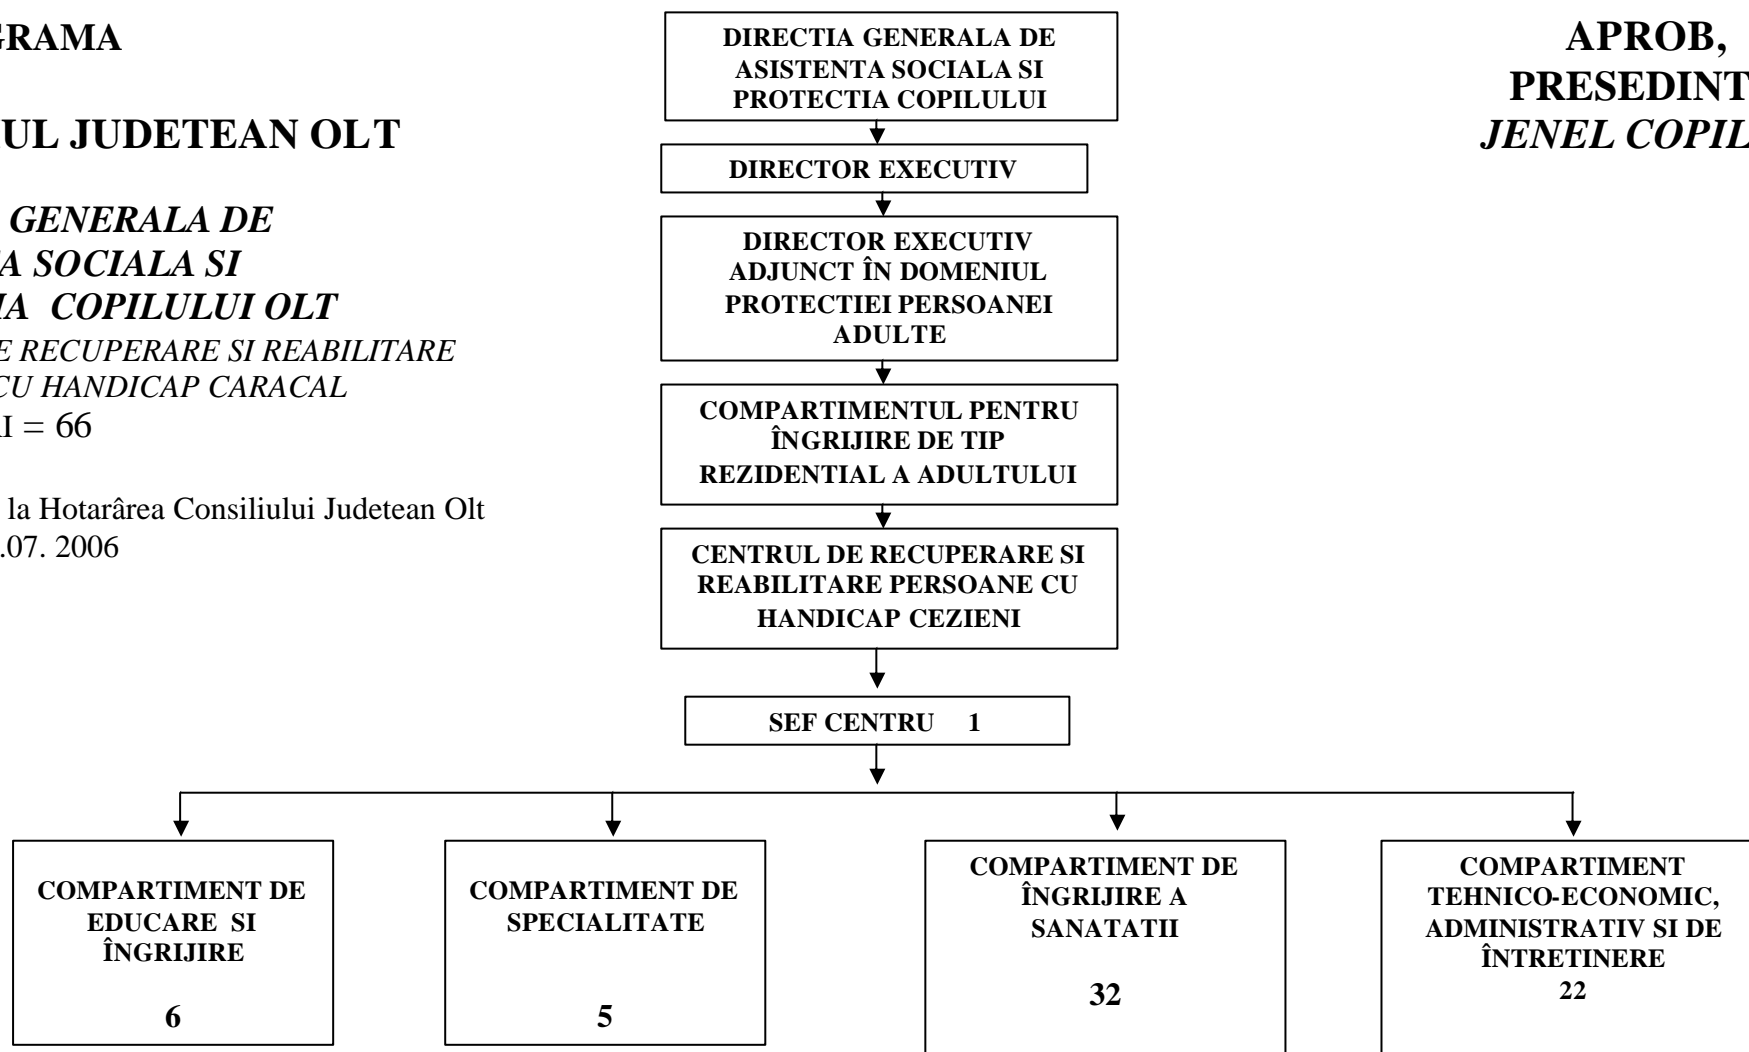 GRAMA
UL JUDETEAN OLT
GENERALA DE
A SOCIALA SI
IA COPILULUI OLT
E RECUPERARE SI REABILITARE
CU HANDICAP CARACAL
I = 66
la Hotarârea Consiliului Judetean Olt
.07. 2006
DIRECTIA GENERALA DE
ASISTENTA SOCIALA SI
PROTECTIA COPILULUI
DIRECTOR EXECUTIV
DIRECTOR EXECUTIV
ADJUNCT ÎN DOMENIUL
PROTECTIEI PERSOANEI
ADULTE
COMPARTIMENTUL PENTRU
ÎNGRIJIRE DE TIP
REZIDENTIAL A ADULTULUI
CENTRUL DE RECUPERARE SI
REABILITARE PERSOANE CU
HANDICAP CEZIENI
SEF CENTRU 1
APROB,
PRESEDINT
JENEL COPIL
COMPARTIMENT DE
EDUCARE SI
ÎNGRIJIRE
6
COMPARTIMENT DE
SPECIALITATE
5
COMPARTIMENT DE
ÎNGRIJIRE A
SANATATII
32
COMPARTIMENT
TEHNICO-ECONOMIC,
ADMINISTRATIV SI DE
ÎNTRETINERE
22